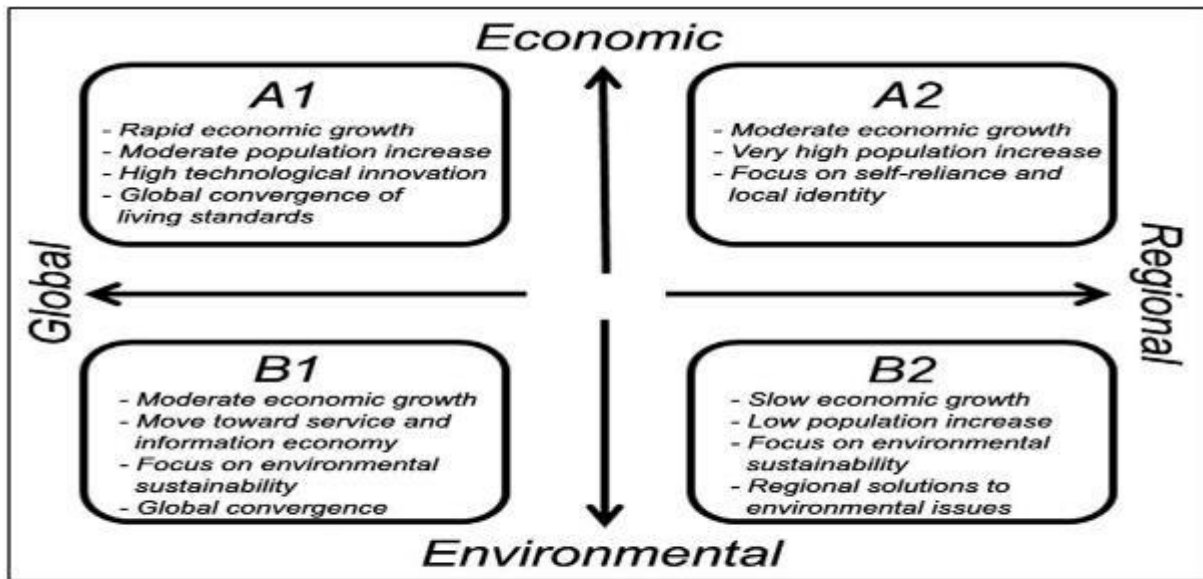 Economic
A1
- Rapid economic growth
- Moderate population increase
- High technological innovation
- Global convergence of
living standards
A2
- Moderate economic growth
- Very high population increase
- Focus on self-reliance and
local identity
Global
Regional
B1
- Moderate economic growth
- Move toward service and
information economy
- Focus on environmental
sustainability
- Global convergence
B2
- Slow economic growth
- Low population increase
- Focus on environmental
sustainability
- Regional solutions to
environmental issues
Environmental